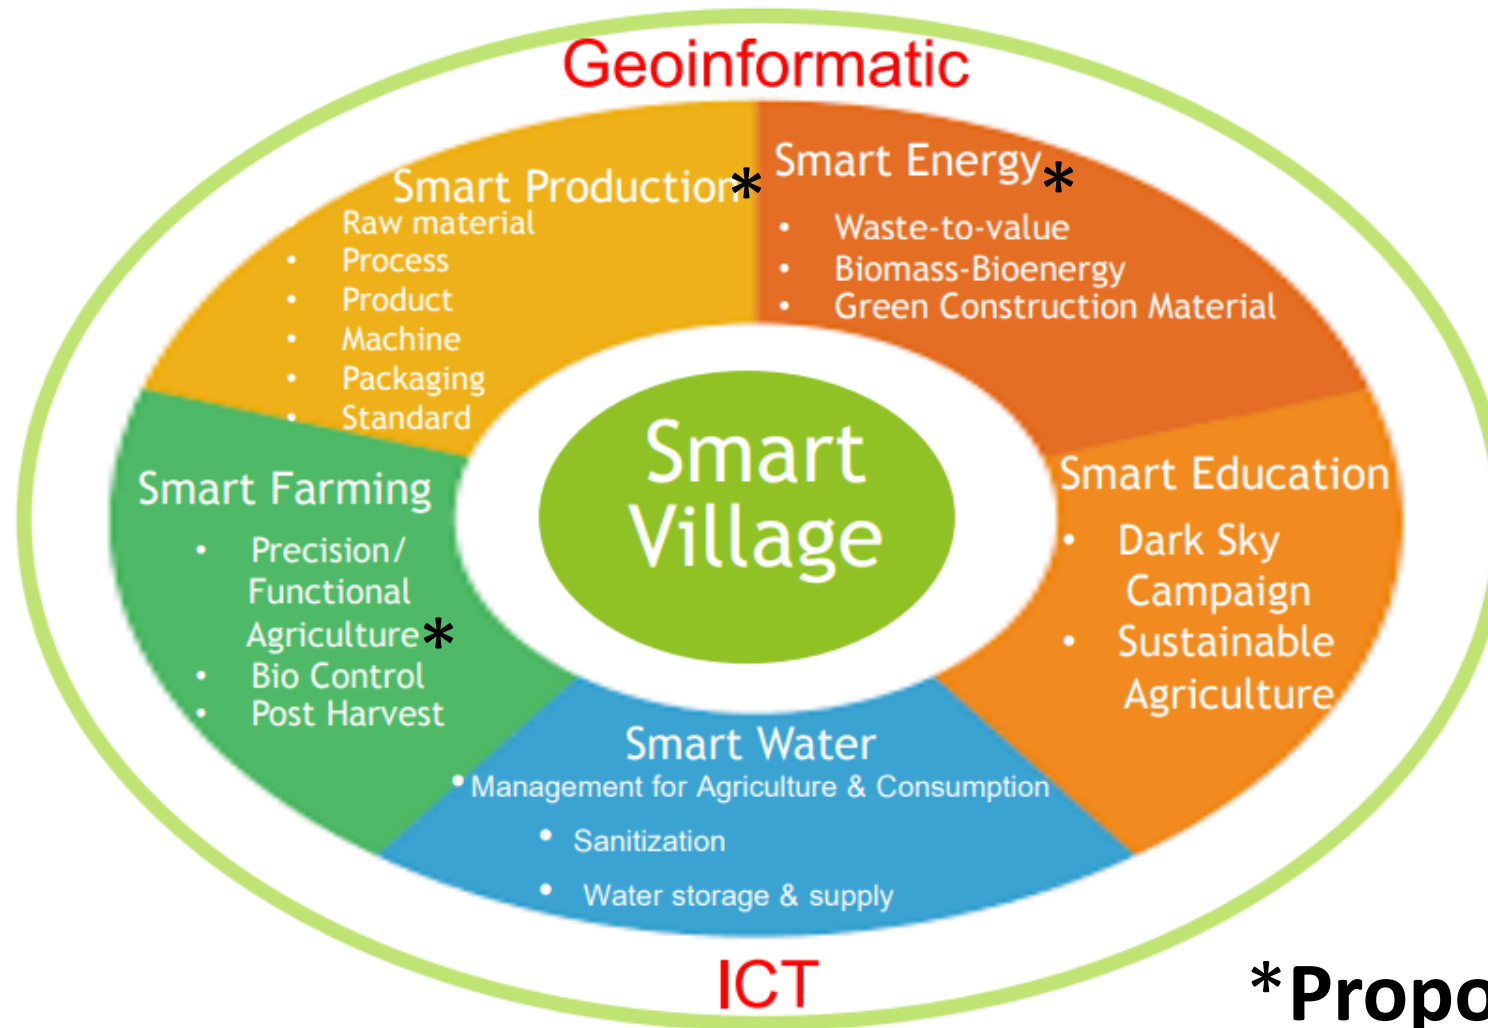 Geoinformatic
Smart Production*
Raw material
• Process
• Product
• Machine
• Packaging
• Standard
Smart Energy*
• Waste-to-value
• Biomass-Bioenergy
• Green Construction Material
Smart
Village
Smart Farming
• Precision/
Functional
Agriculture*
• Bio Control
• Post Harvest
Smart Education
• Dark Sky
Campaign
• Sustainable
Agriculture
Smart Water
• Management for Agriculture & Consumption
• Sanitization
• Water storage & supply
ICT
*Propo